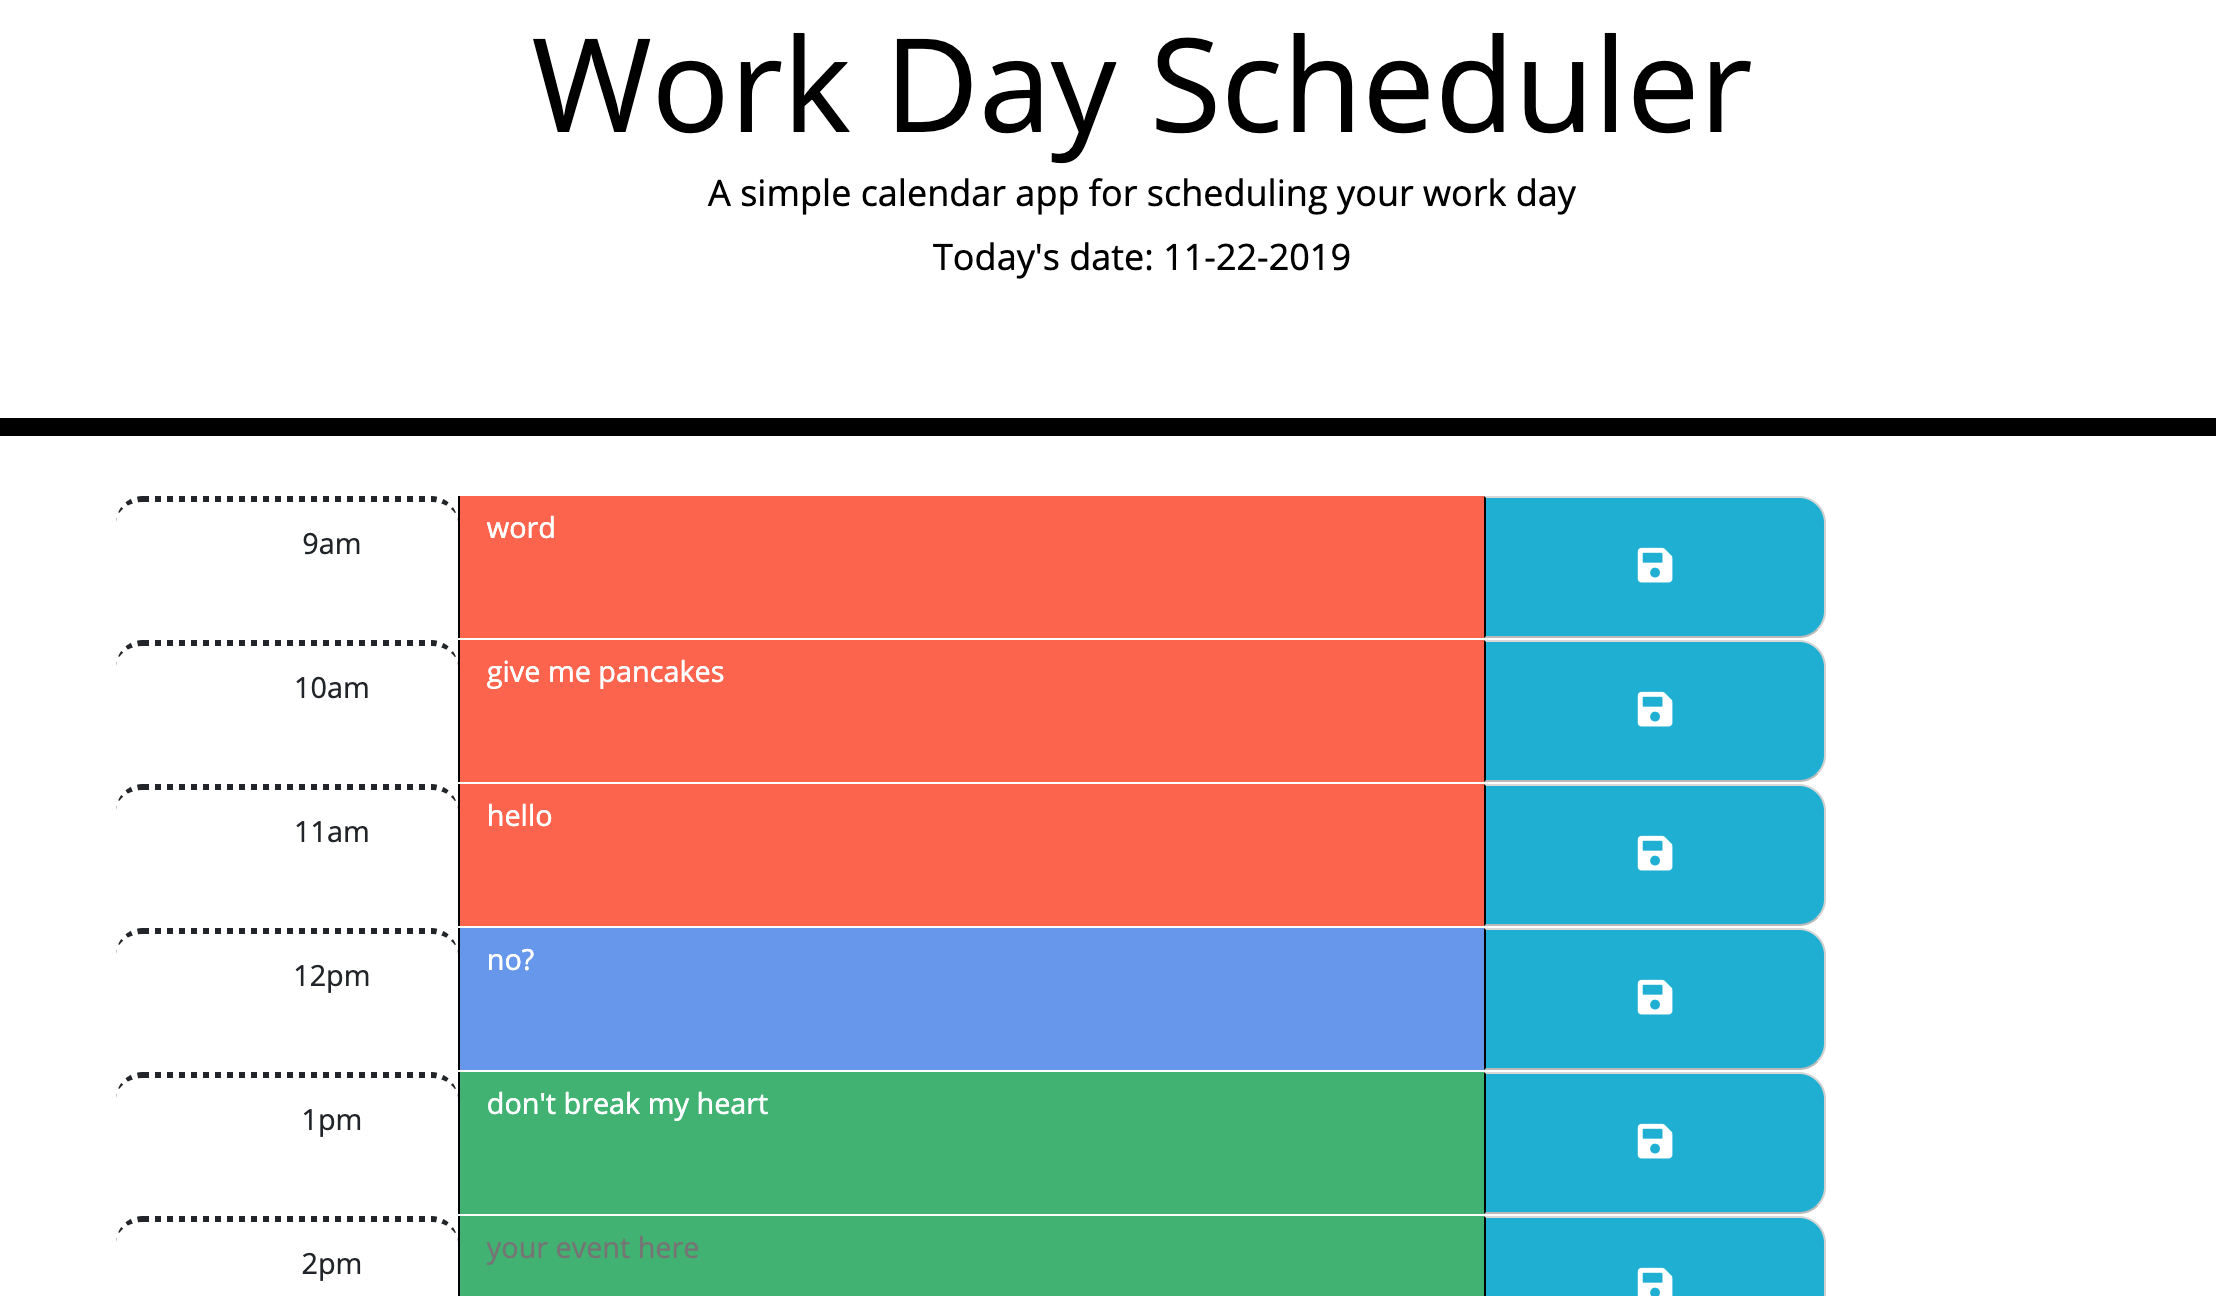 Work Day Scheduler
A simple calendar app for scheduling your work day
Today's date: 11-22-2019
9am
word
10am
give me pancakes
11am
hello
12pm
no?
1pm
don't break my heart
2pm
your event here